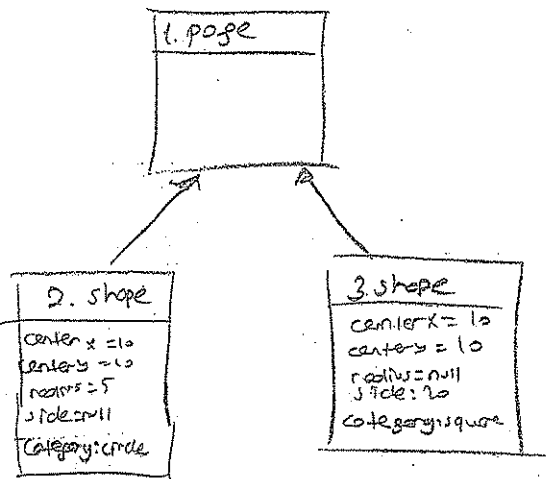 1. page
2. shape
center x = 10
center y = 10
radius = 5
side = null
Category: circle
3. shape
center x = 10
center y = 10
radius = null
side: 20
category: square